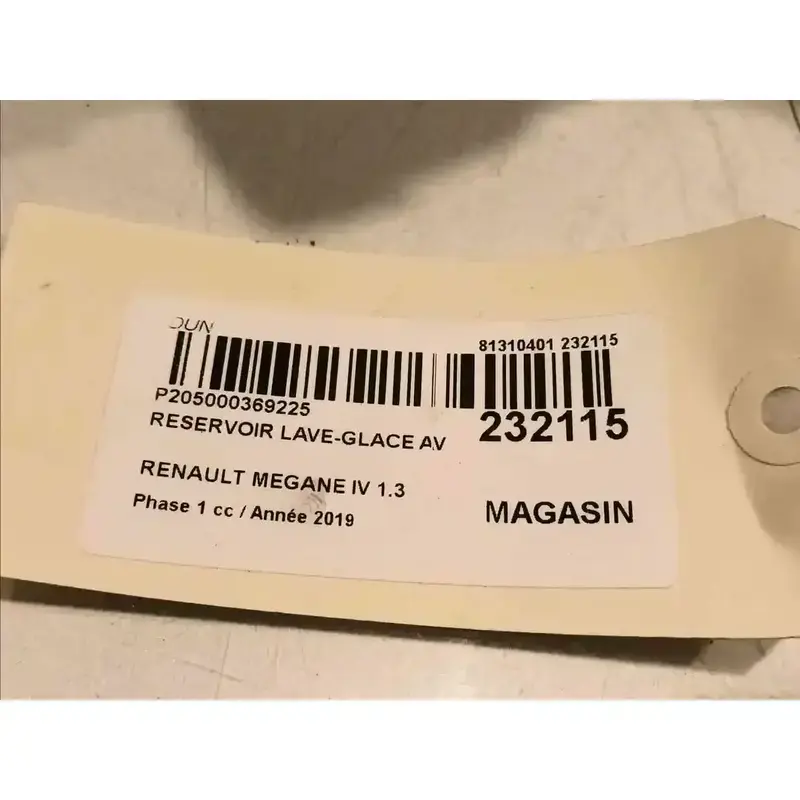 81310401 232115
P205000369225
232115
RESERVOIR LAVE-GLACE AV
RENAULT MEGANE IV 1.3
Phase 1 cc / Année 2019
MAGASIN